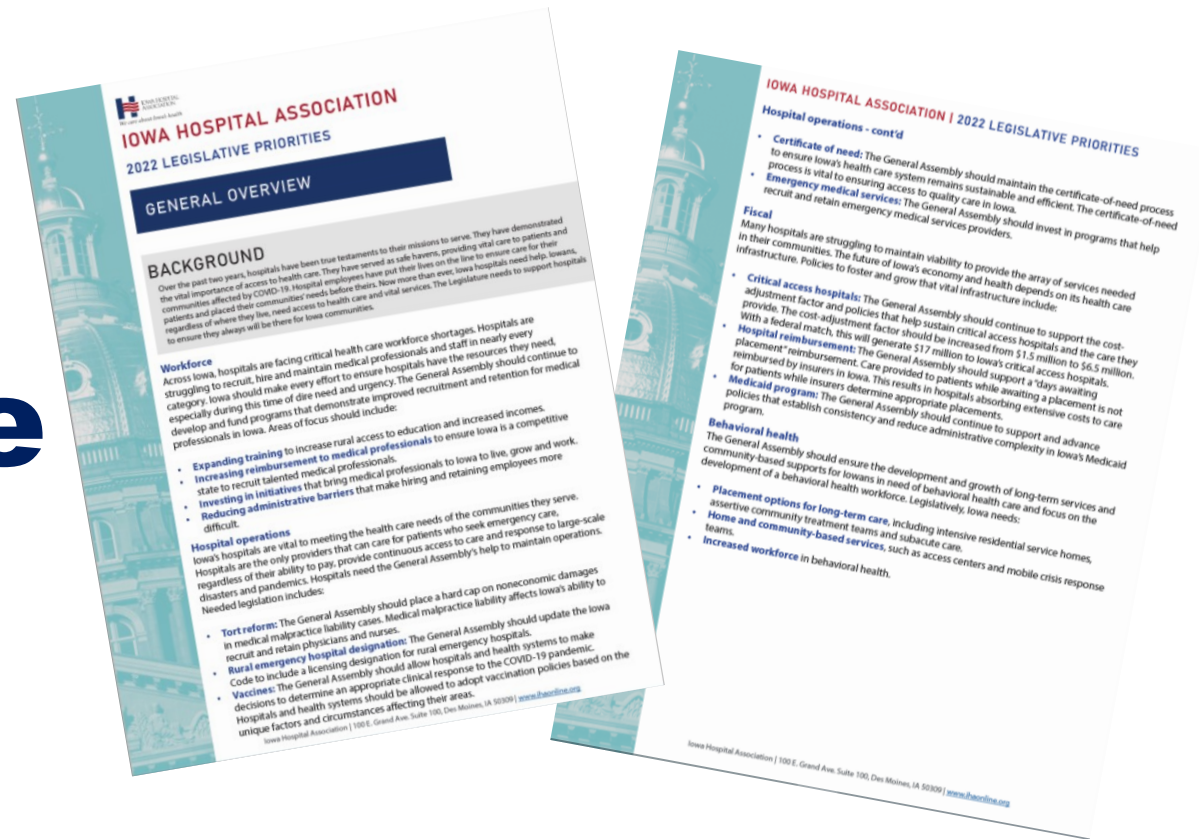 e
IOWA HOSPITAL ASSOCIATION
We care about Iowa's health
IOWA HOSPITAL ASSOCIATION
2022 LEGISLATIVE PRIORITIES
GENERAL OVERVIEW
BACKGROUND
Over the past two years, hospitals have been true testaments to their missions to serve. They have demonstrated
the vital importance of access to health care. They have served as safe havens, providing vital care to patients and
communities affected by COVID-19. Hospital employees have put their lives on the line to ensure care for their
patients and placed their communities' needs before theirs. Now more than ever, Iowa hospitals need help. Iowans,
regardless of where they live, need access to health care and vital services. The Legislature needs to support hospitals
to ensure they always will be there for Iowa communities.
Workforce
Across Iowa, hospitals are facing critical health care workforce shortages. Hospitals are
struggling to recruit, hire and maintain medical professionals and staff in nearly every
category. Iowa should make every effort to ensure hospitals have the resources they need,
especially during this time of dire need and urgency. The General Assembly should continue to
develop and fund programs that demonstrate improved recruitment and retention for medical
professionals in Iowa. Areas of focus should include:
• Expanding training to increase rural access to education and increased incomes.
• Increasing reimbursement to medical professionals to ensure Iowa is a competitive
state to recruit talented medical professionals.
• Investing in initiatives that bring medical professionals to Iowa to live, grow and work.
• Reducing administrative barriers that make hiring and retaining employees more
difficult.
Hospital operations
Iowa's hospitals are vital to meeting the health care needs of the communities they serve.
Hospitals are the only providers that can care for patients who seek emergency care,
regardless of their ability to pay, provide continuous access to care and response to large-scale
disasters and pandemics. Hospitals need the General Assembly's help to maintain operations.
Needed legislation includes:
• Tort reform: The General Assembly should place a hard cap on noneconomic damages
in medical malpractice liability cases. Medical malpractice liability affects Iowa's ability to
recruit and retain physicians and nurses.
• Rural emergency hospital designation: The General Assembly should update the Iowa
Code to include a licensing designation for rural emergency hospitals.
• Vaccines: The General Assembly should allow hospitals and health systems to make
decisions to determine an appropriate clinical response to the COVID-19 pandemic.
Hospitals and health systems should be allowed to adopt vaccination policies based on the
unique factors and circumstances affecting their areas.
Iowa Hospital Association | 100 E. Grand Ave. Suite 100, Des Moines, IA 50309 | www.ihaonline.org
IOWA HOSPITAL ASSOCIATION | 2022 LEGISLATIVE PRIORITIES
Hospital operations - cont'd
• Certificate of need: The General Assembly should maintain the certificate-of-need process
to ensure Iowa's health care system remains sustainable and efficient. The certificate-of-need
process is vital to ensuring access to quality care in Iowa.
• Emergency medical services: The General Assembly should invest in programs that help
recruit and retain emergency medical services providers.
Fiscal
Many hospitals are struggling to maintain viability to provide the array of services needed
in their communities. The future of Iowa's economy and health depends on its health care
infrastructure. Policies to foster and grow that vital infrastructure include:
• Critical access hospitals: The General Assembly should continue to support the cost-
adjustment factor and policies that help sustain critical access hospitals and the care they
provide. The cost-adjustment factor should be increased from $1.5 million to $6.5 million.
With a federal match, this will generate $17 million to Iowa's critical access hospitals.
• Hospital reimbursement: The General Assembly should support a "days awaiting
placement" reimbursement. Care provided to patients while awaiting a placement is not
reimbursed by insurers in Iowa. This results in hospitals absorbing extensive costs to care
for patients while insurers determine appropriate placements.
• Medicaid program: The General Assembly should continue to support and advance
policies that establish consistency and reduce administrative complexity in Iowa's Medicaid
program.
Behavioral health
The General Assembly should ensure the development and growth of long-term services and
community-based supports for Iowans in need of behavioral health care and focus on the
development of a behavioral health workforce. Legislatively, Iowa needs:
• Placement options for long-term care, including intensive residential service homes,
assertive community treatment teams and subacute care.
• Home and community-based services, such as access centers and mobile crisis response
teams.
• Increased workforce in behavioral health.
Iowa Hospital Association | 100 E. Grand Ave. Suite 100, Des Moines, IA 50309 | www.ihaonline.org